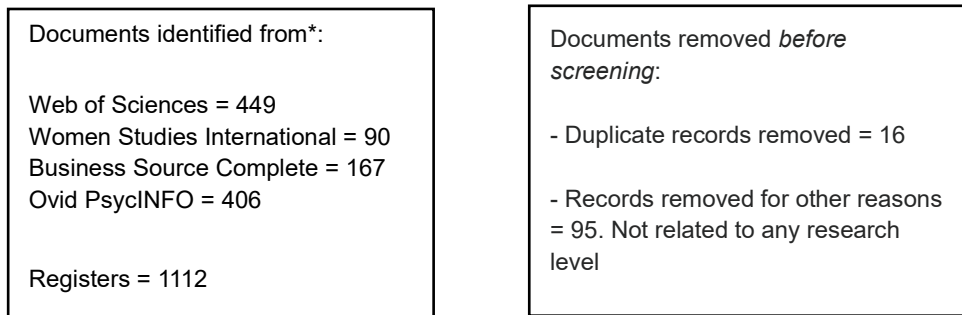 Documents identified from*:
Web of Sciences = 449
Women Studies International = 90
Business Source Complete = 167
Ovid PsycINFO = 406
Registers = 1112
Documents removed before
screening:
- Duplicate records removed = 16
- Records removed for other reasons
= 95. Not related to any research
level